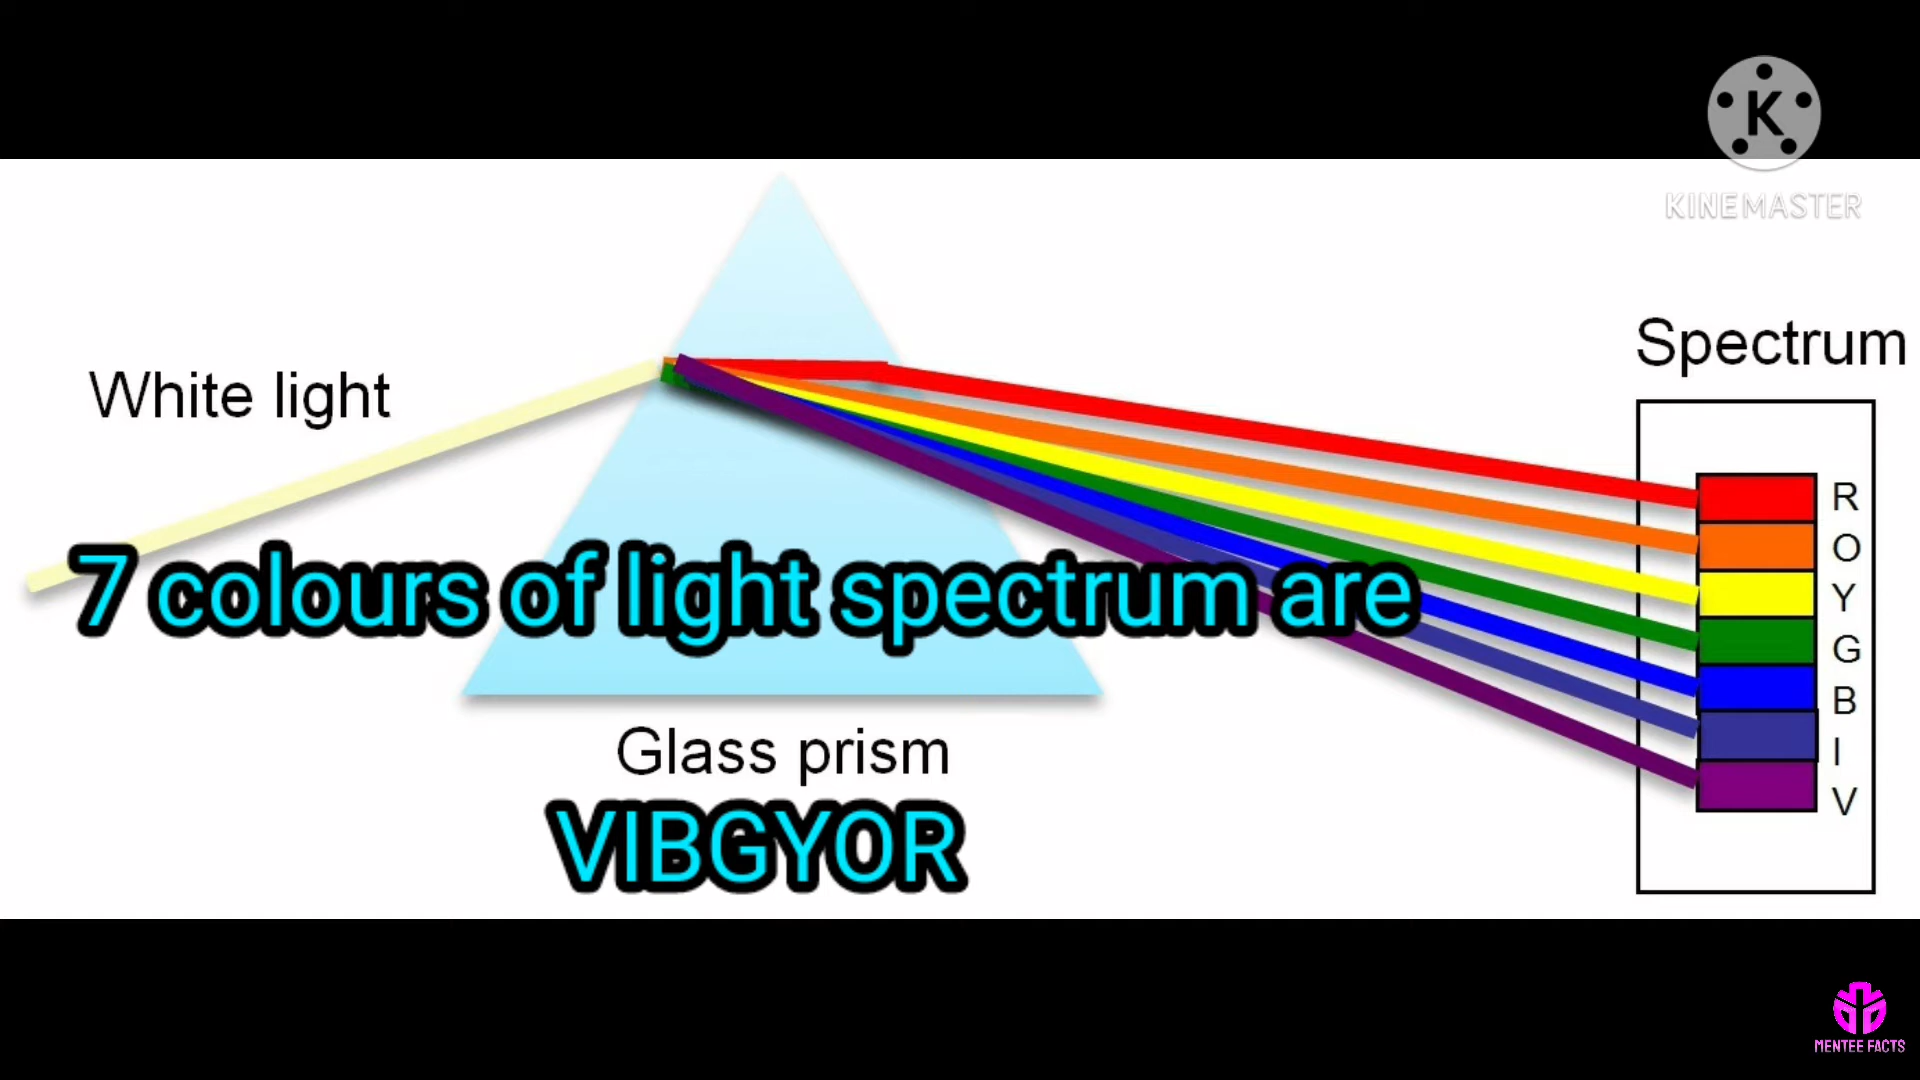 K
KINEMASTER
Spectrum
White light
R
O
Y
G
B
I
V
7 colours of light spectrum are
Glass prism
VIBGYOR
MENTEE FACTS